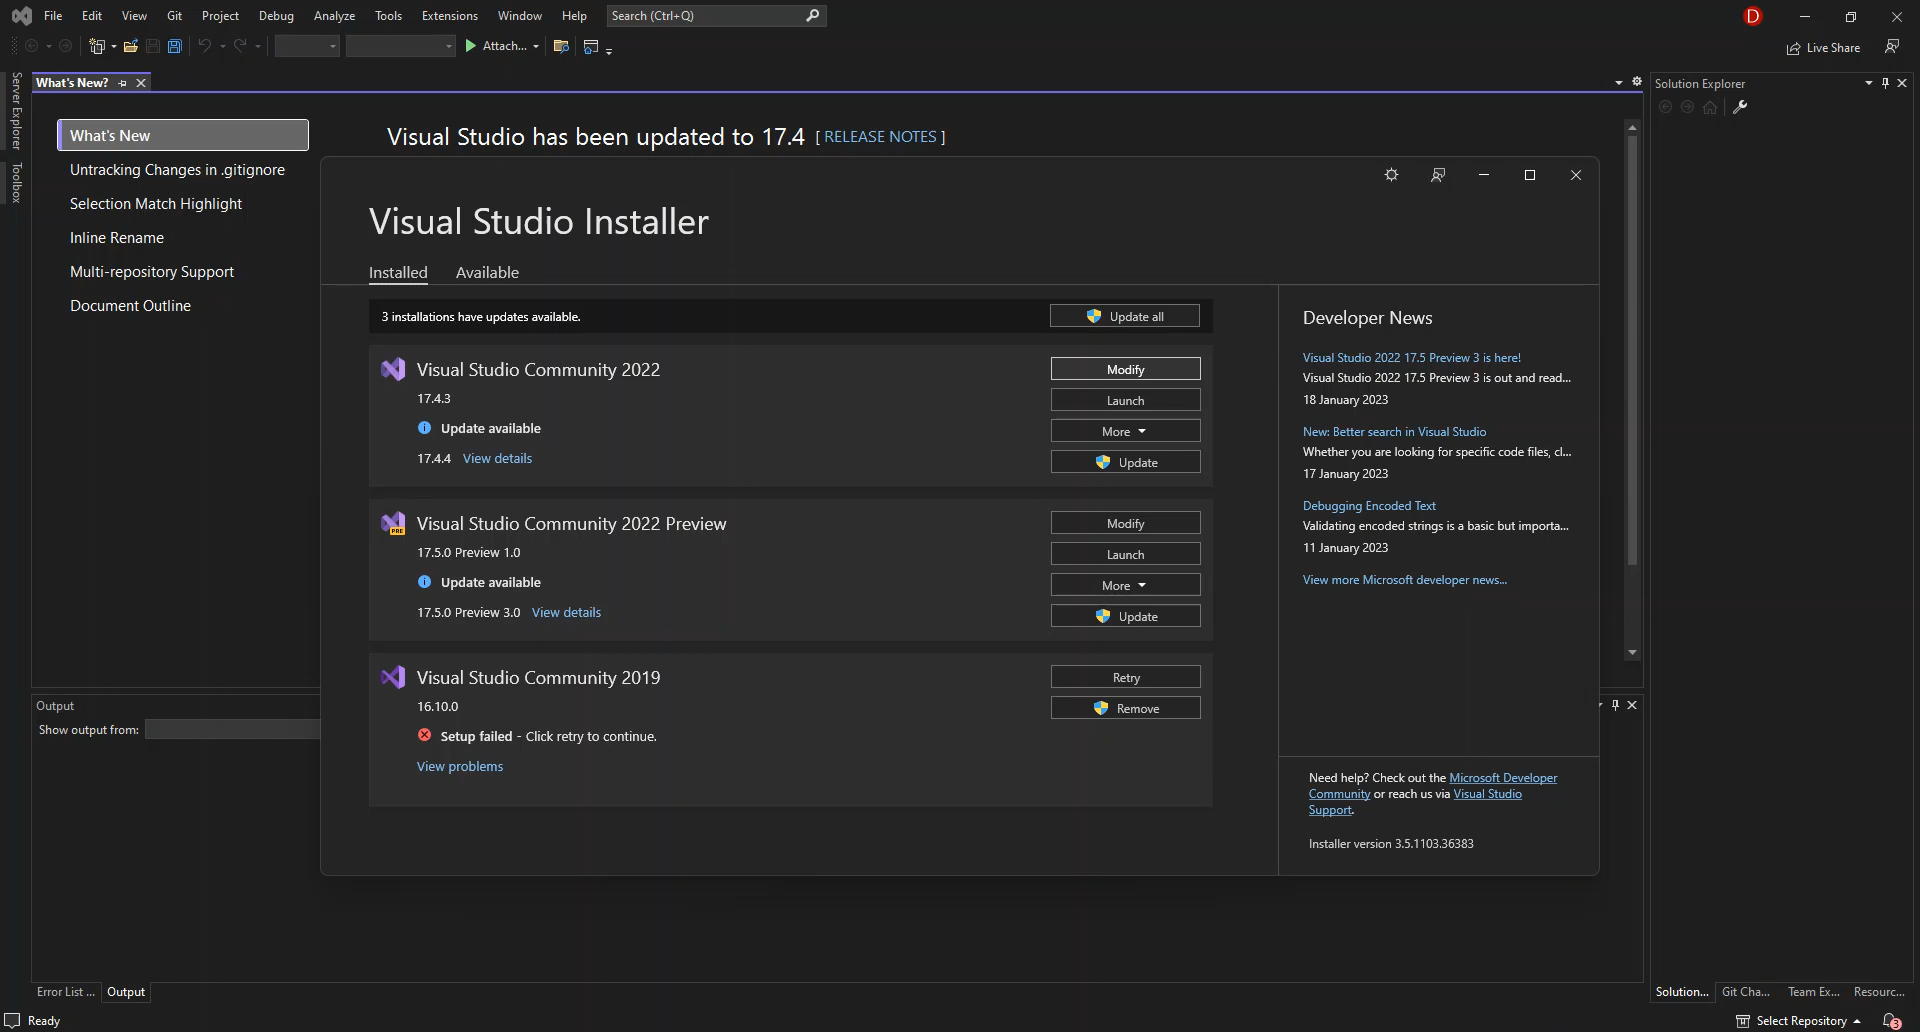 File Edit View Git Project Debug Analyze Tools Extensions Window Help Search (Ctrl+Q) D
Attach... Live Share
Server Explorer
Toolbox
What's New?
What's New
Untracking Changes in .gitignore
Selection Match Highlight
Inline Rename
Multi-repository Support
Document Outline
Visual Studio has been updated to 17.4 [ RELEASE NOTES ]
Visual Studio Installer
Installed Available
3 installations have updates available. Update all
Visual Studio Community 2022 Modify
17.4.3 Launch
Update available More
17.4.4 View details Update
Visual Studio Community 2022 Preview Modify
PRE
17.5.0 Preview 1.0 Launch
Update available More
17.5.0 Preview 3.0 View details Update
Visual Studio Community 2019 Retry
16.10.0 Remove
Setup failed - Click retry to continue.
View problems
Developer News
Visual Studio 2022 17.5 Preview 3 is here!
Visual Studio 2022 17.5 Preview 3 is out and read...
18 January 2023
New: Better search in Visual Studio
Whether you are looking for specific code files, cl...
17 January 2023
Debugging Encoded Text
Validating encoded strings is a basic but importa...
11 January 2023
View more Microsoft developer news...
Need help? Check out the Microsoft Developer
Community or reach us via Visual Studio
Support.
Installer version 3.5.1103.36383
Solution Explorer
Output
Show output from:
Error List ... Output
Solution... Git Cha... Team Ex... Resourc...
Ready Select Repository 3